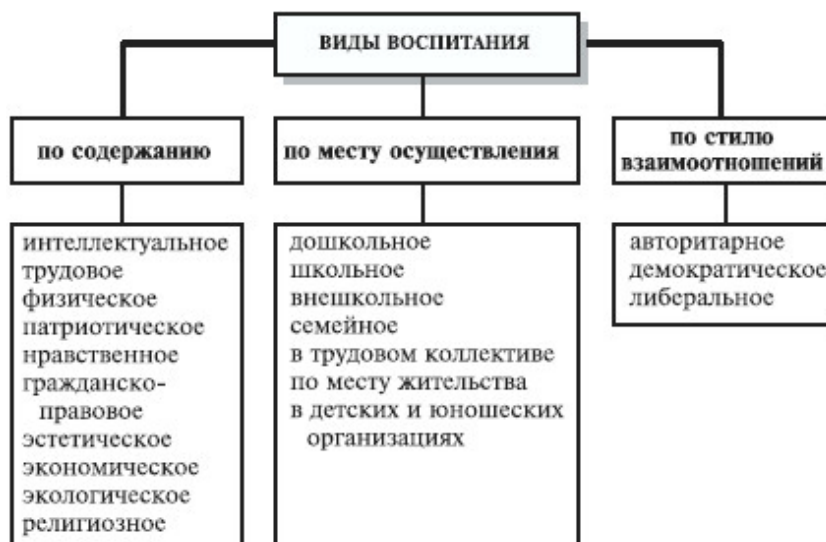 ВИДЫ ВОСПИТАНИЯ
по содержанию
интеллектуальное
трудовое
физическое
патриотическое
нравственное
гражданско-
правовое
эстетическое
экономическое
экологическое
религиозное
по месту осуществления
дошкольное
школьное
внешкольное
семейное
в трудовом коллективе
по месту жительства
в детских и юношеских
организациях
по стилю
взаимоотношений
авторитарное
демократическое
либеральное